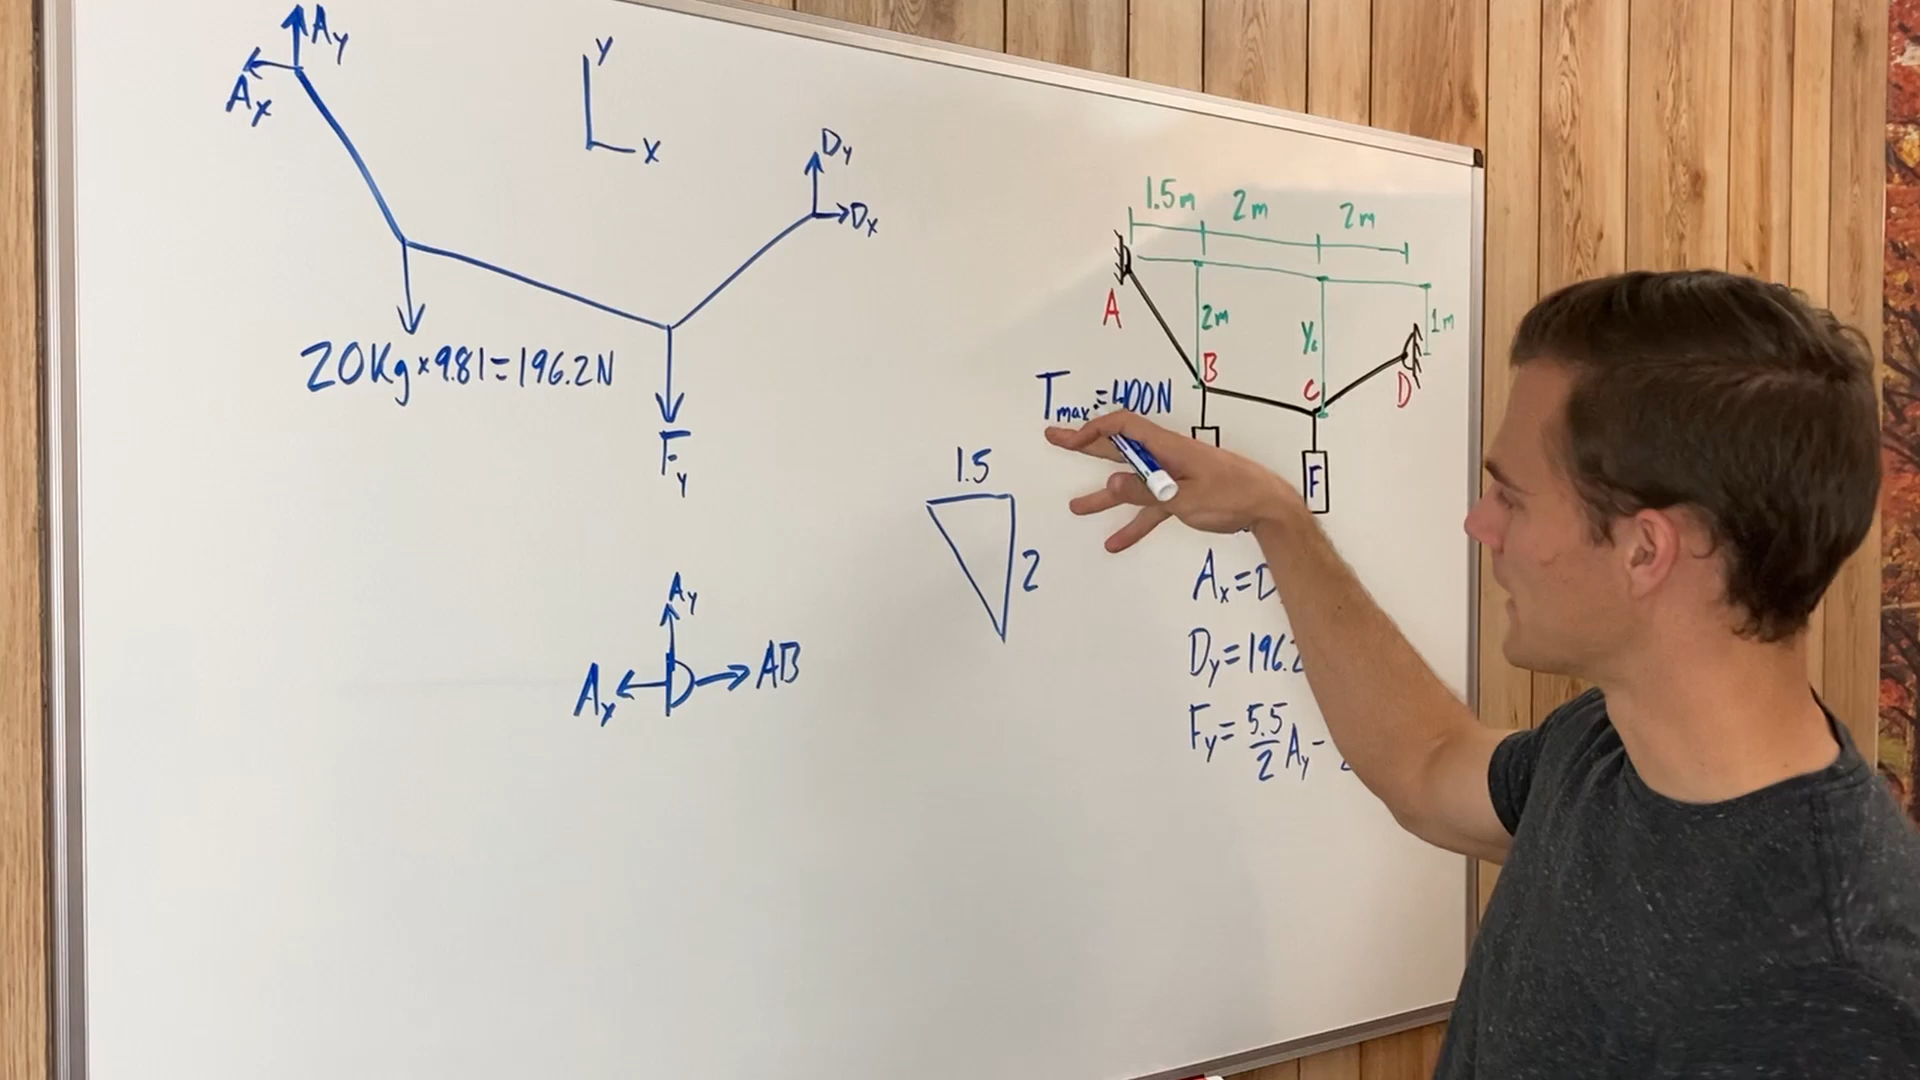 Ay
Ax
Y
X
Dy
Dx
20Kg×9.81=196.2N
Fy
1.5m 2m 2m
A
2m
Yc
1m
B
C
D
Tmax=400N
F
1.5
2
Ay
Ax
AB
Ax=D
Dy=196.2
Fy=5.5/2 Ay-